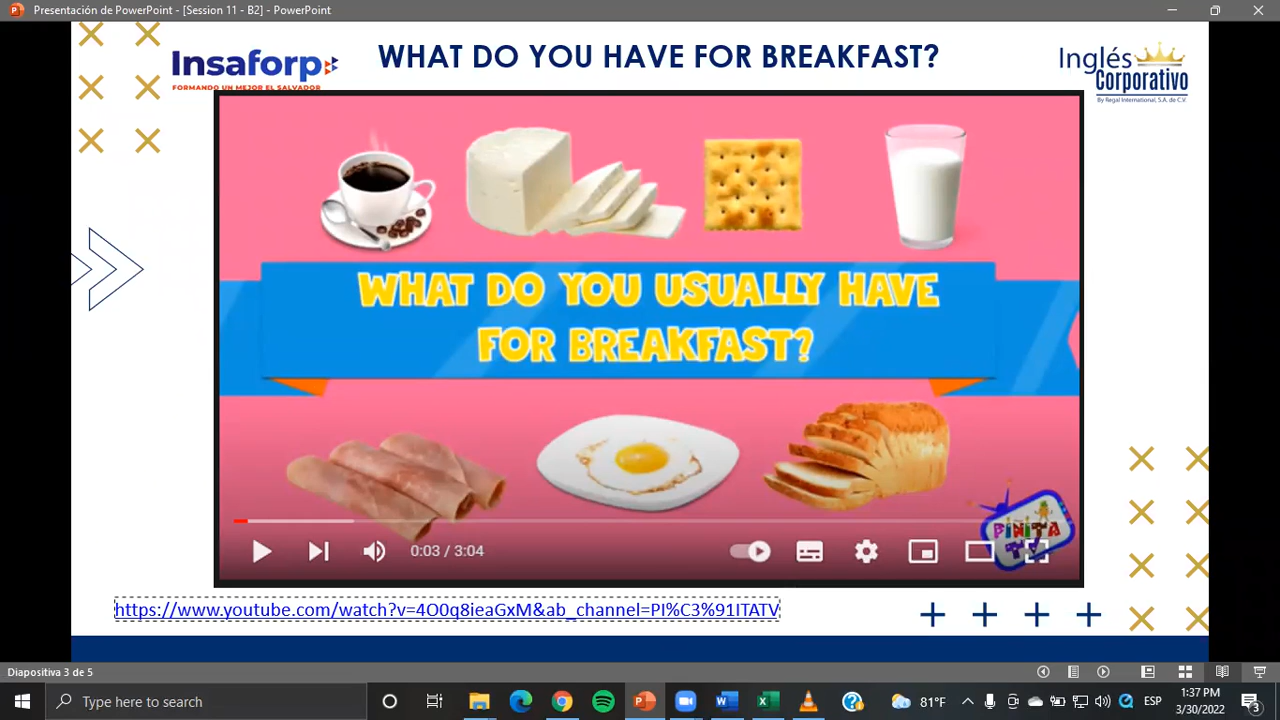 Presentación de PowerPoint - [Session 11 - B2] - PowerPoint
Insaforp
FORMANDO UN MEJOR EL SALVADOR
WHAT DO YOU HAVE FOR BREAKFAST?
Inglés
Corporativo
By Regal International, S.A. de C.V.
WHAT DO YOU USUALLY HAVE
FOR BREAKFAST?
PIÑITA
TV
0:03 / 3:04
https://www.youtube.com/watch?v=4O0q8ieaGxM&ab_channel=PI%C3%91ITATV
Diapositiva 3 de 5
Type here to search
81°F
ESP
1:37 PM
3/30/2022
3